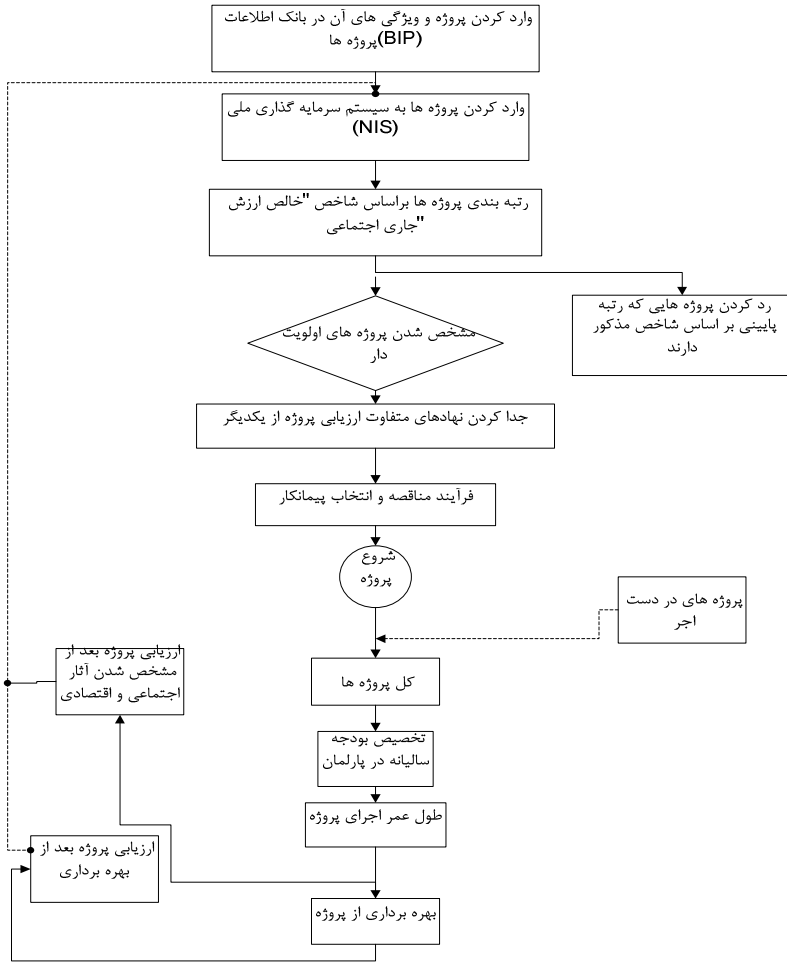 وارد کردن پروژه و ویژگی های آن در بانک اطلاعات
پروژه ها(BIP)
وارد کردن پروژه ها به سیستم سرمایه گذاری ملی
(NIS)
رتبه بندی پروژه ها براساس شاخص "خالص ارزش
جاری اجتماعی"
رد کردن پروژه هایی که رتبه
پایینی بر اساس شاخص مذکور
دارند
مشخص شدن پروژه های اولویت
دار
جدا کردن نهادهای متفاوت ارزیابی پروژه از یکدیگر
فرآیند مناقصه و انتخاب پیمانکار
شروع
پروژه
پروژه های در دست
اجر
کل پروژه ها
ارزیابی پروژه بعد از
مشخص شدن آثار
اجتماعی و اقتصادی
تخصیص بودجه
سالیانه در پارلمان
طول عمر اجرای پروژه
ارزیابی پروژه بعد از
بهره برداری
بهره برداری از پروژه